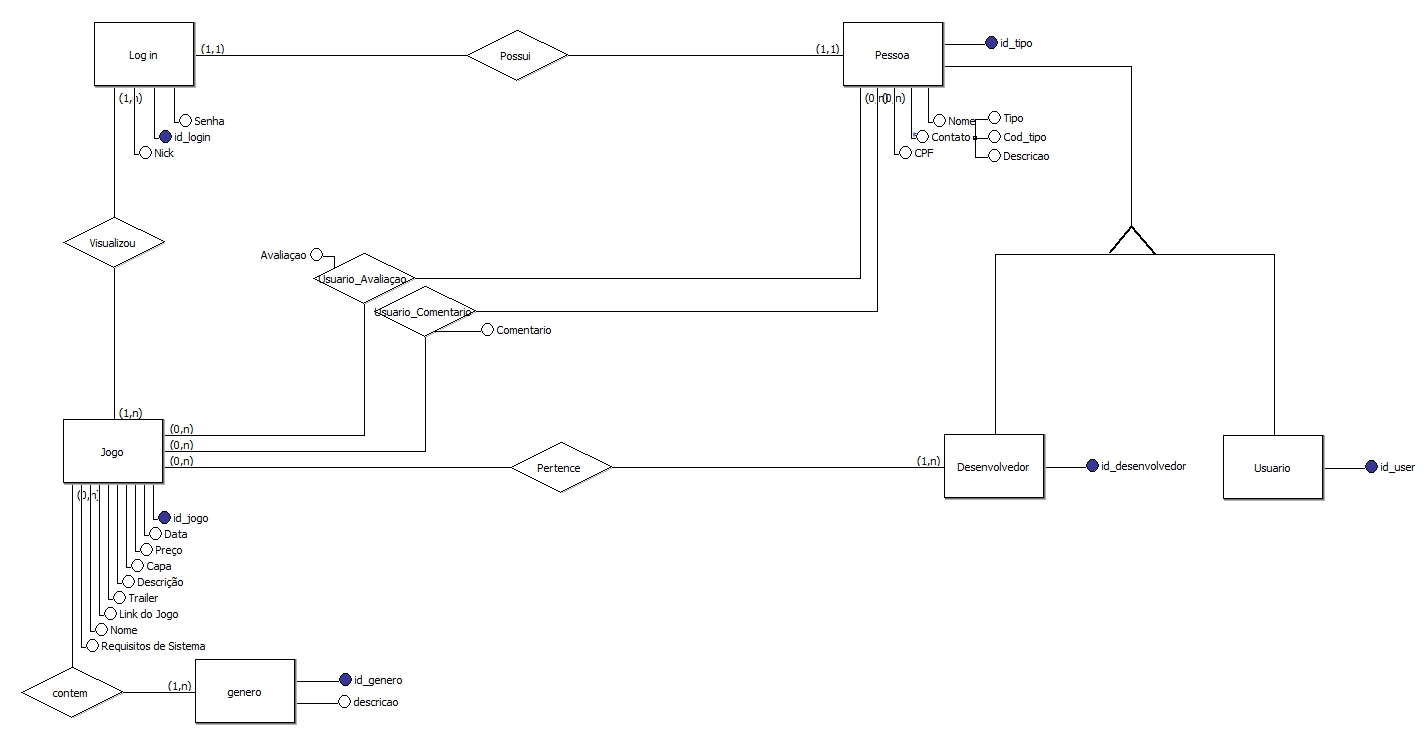 Log in
(1,1)
Possui
(1,1)
Pessoa
id_tipo
(1,n)
Senha
id_login
Nick
(0,n)
(0,n)
Nome
Contato
CPF
Tipo
Cod_tipo
Descricao
Visualizou
Avaliaçao
Usuario_Avaliaçao
Usuario_Comentario
Comentario
(1,n)
Jogo
(0,n)
(0,n)
(0,n)
Pertence
(1,n)
Desenvolvedor
id_desenvolvedor
Usuario
id_user
(0,n)
id_jogo
Data
Preço
Capa
Descrição
Trailer
Link do Jogo
Nome
Requisitos de Sistema
contem
(1,n)
genero
id_genero
descricao